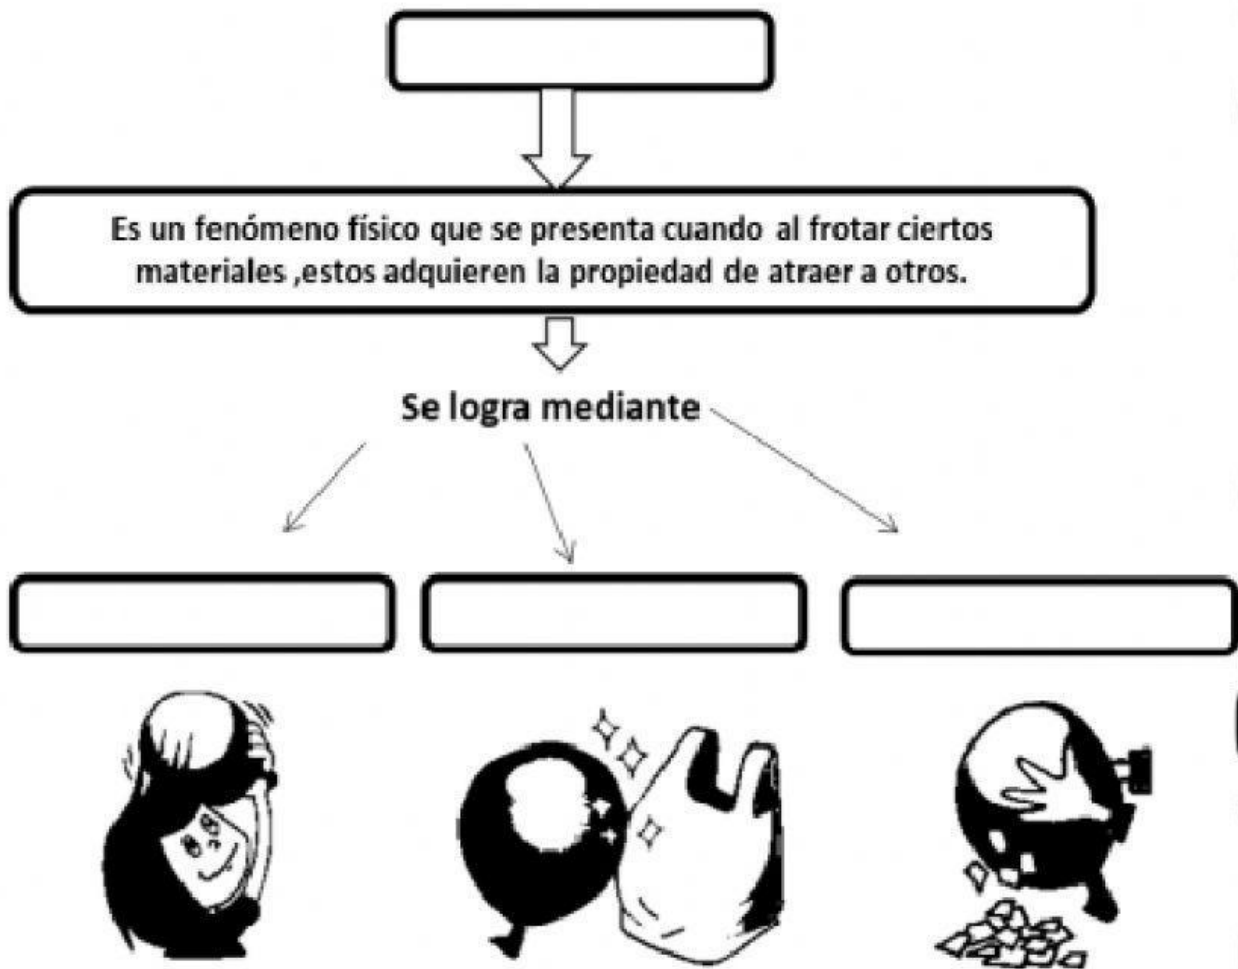 Es un fenómeno físico que se presenta cuando al frotar ciertos
materiales ,estos adquieren la propiedad de atraer a otros.
Se logra mediante